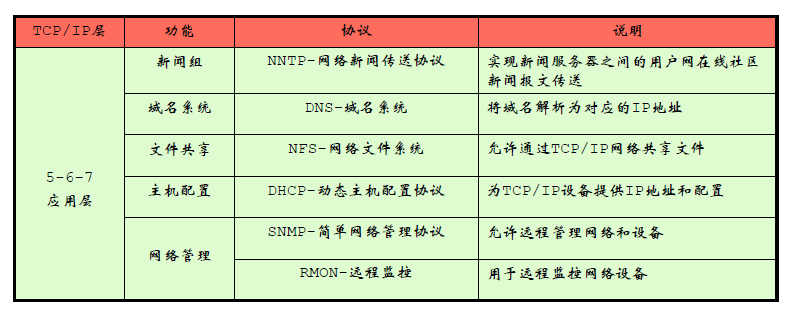 TCP/IP层 功能 协议 说明
新闻组 NNTP-网络新闻传送协议 实现新闻服务器之间的用户网在线社区
新闻报文传送
域名系统 DNS-域名系统 将域名解析为对应的IP地址
文件共享 NFS-网络文件系统 允许通过TCP/IP网络共享文件
5-6-7
应用层
主机配置 DHCP-动态主机配置协议 为TCP/IP设备提供IP地址和配置
网络管理
SNMP-简单网络管理协议 允许远程管理网络和设备
RMON-远程监控 用于远程监控网络设备